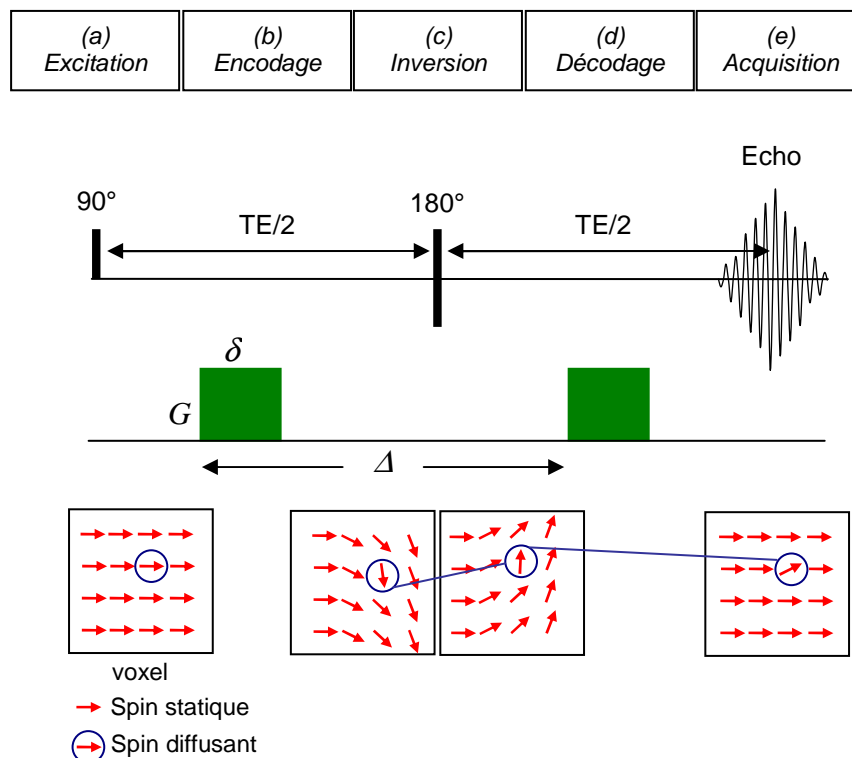 (a)
Excitation
(b)
Encodage
(c)
Inversion
(d)
Décodage
(e)
Acquisition
Echo
90°
180°
TE/2
TE/2
δ
G
Δ
voxel
Spin statique
Spin diffusant